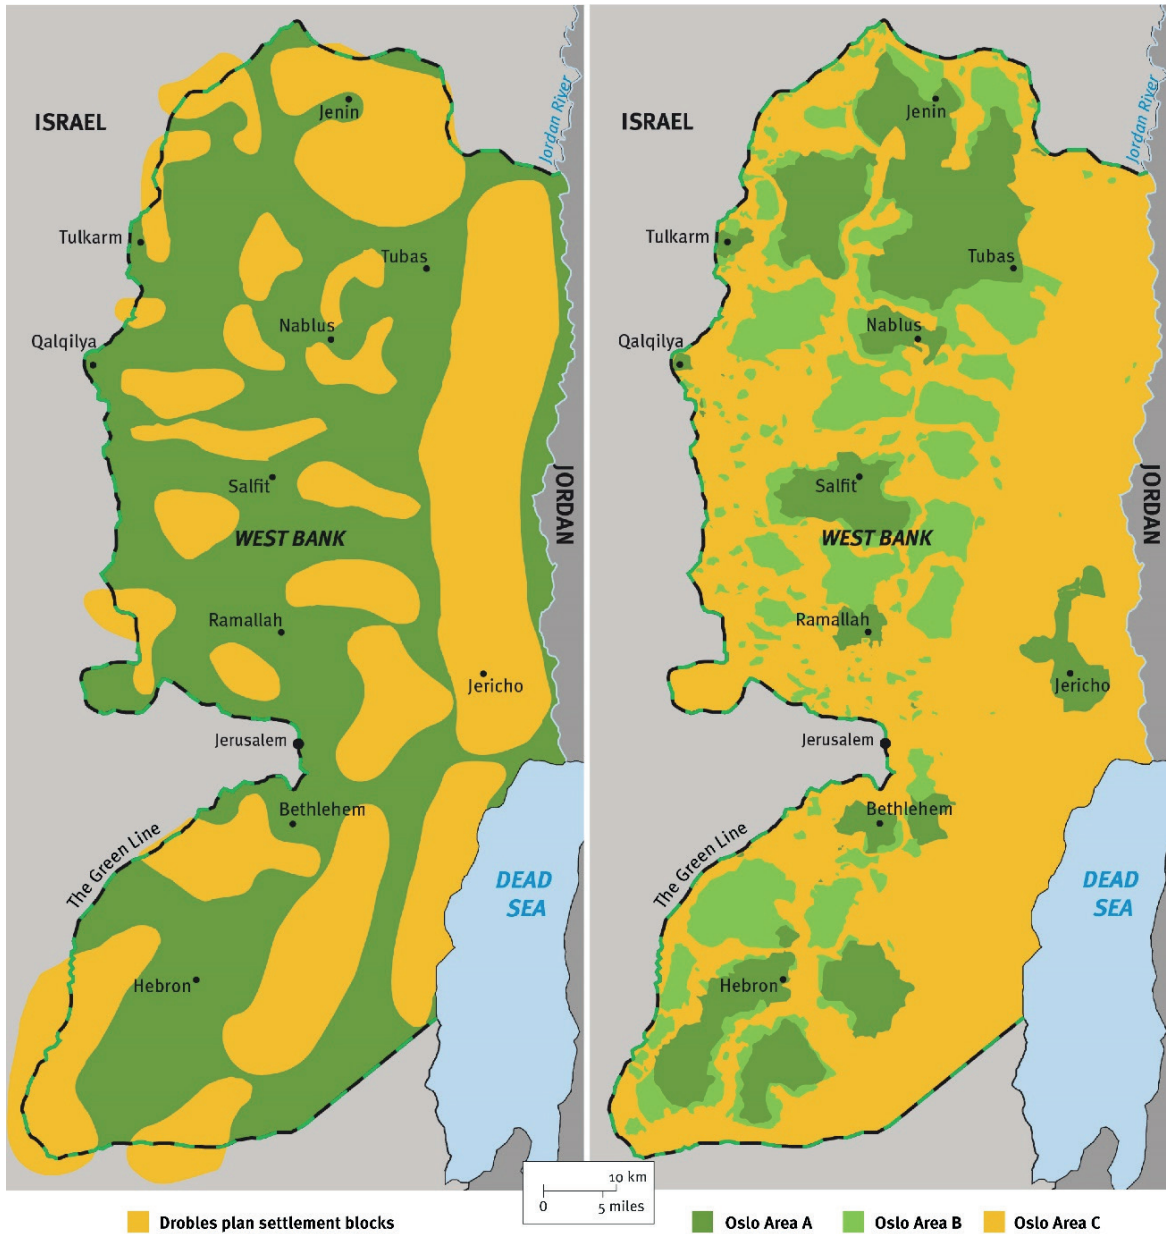 ISRAEL
Jordan River
Jenin
Tulkarm
Tubas
Nablus
Qalqilya
Salfit
WEST BANK
JORDAN
Ramallah
Jericho
Jerusalem
Bethlehem
The Green Line
DEAD
SEA
Hebron
Drobles plan settlement blocks
ISRAEL
Jordan River
Jenin
Tulkarm
Tubas
Nablus
Qalqilya
Salfit
WEST BANK
JORDAN
Ramallah
Jericho
Jerusalem
Bethlehem
The Green Line
DEAD
SEA
Hebron
10 km
0 5 miles
Oslo Area A Oslo Area B Oslo Area C